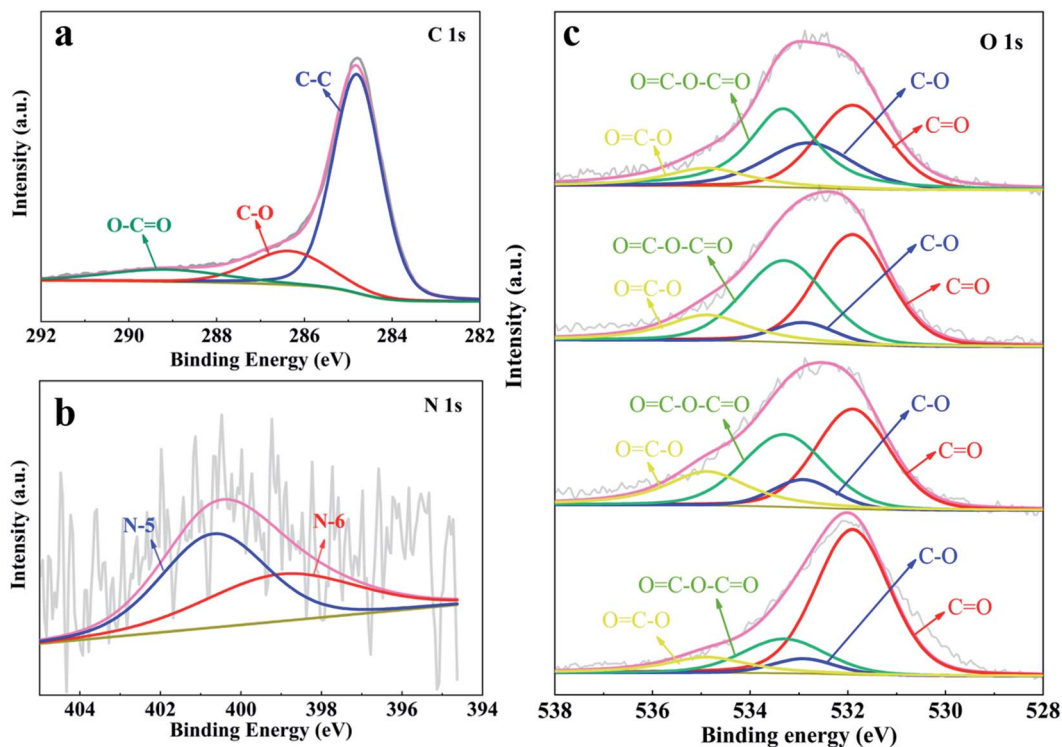 a
C 1s
C-C
C-O
O-C=O
Intensity (a.u.)
292 290 288 286 284 282
Binding Energy (eV)
b
N 1s
N-5
N-6
Intensity (a.u.)
404 402 400 398 396 394
Binding Energy (eV)
c
O 1s
O=C-O-C=O
C-O
O=C-O
C=O
O=C-O-C=O
C-O
O=C-O
C=O
O=C-O-C=O
C-O
O=C-O
C=O
O=C-O-C=O
C-O
O=C-O
C=O
Intensity (a.u.)
538 536 534 532 530 528
Binding energy (eV)